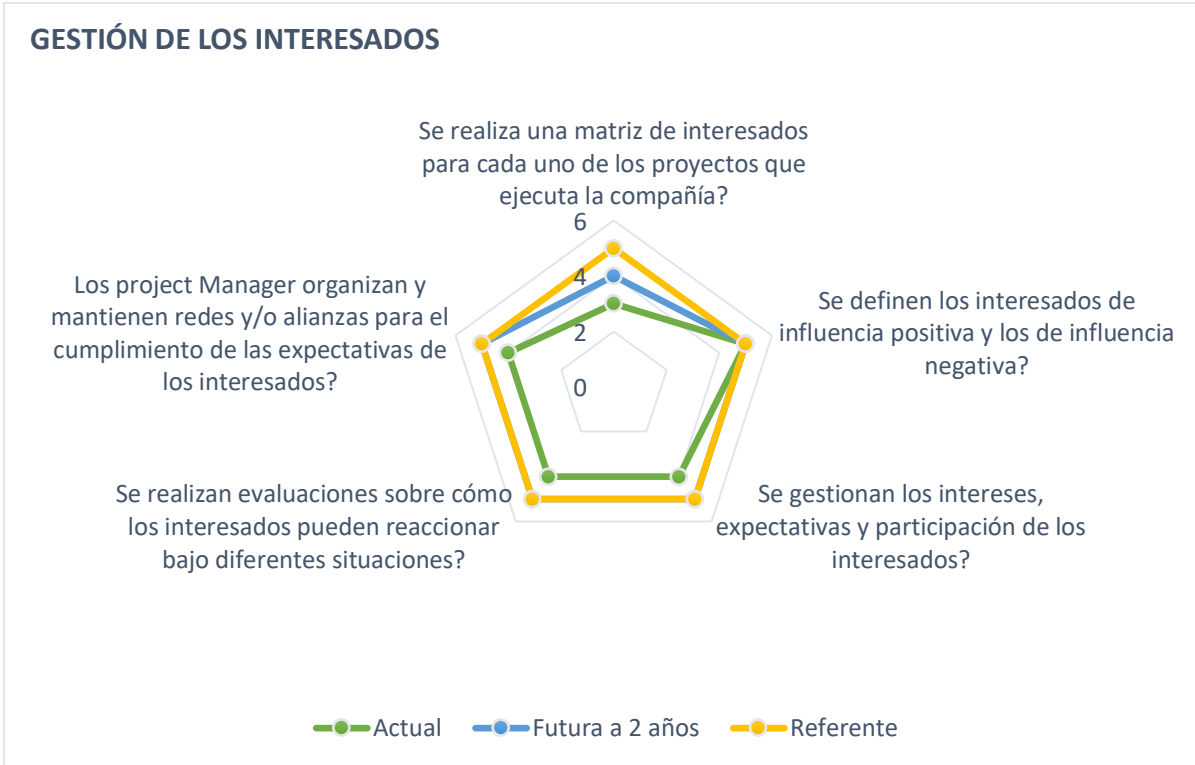 GESTIÓN DE LOS INTERESADOS
Se realiza una matriz de interesados
para cada uno de los proyectos que
ejecuta la compañía?
6
4
2
0
Se definen los interesados de
influencia positiva y los de influencia
negativa?
Se gestionan los intereses,
expectativas y participación de los
interesados?
Se realizan evaluaciones sobre cómo
los interesados pueden reaccionar
bajo diferentes situaciones?
Los project Manager organizan y
mantienen redes y/o alianzas para el
cumplimiento de las expectativas de
los interesados?
Actual
Futura a 2 años
Referente